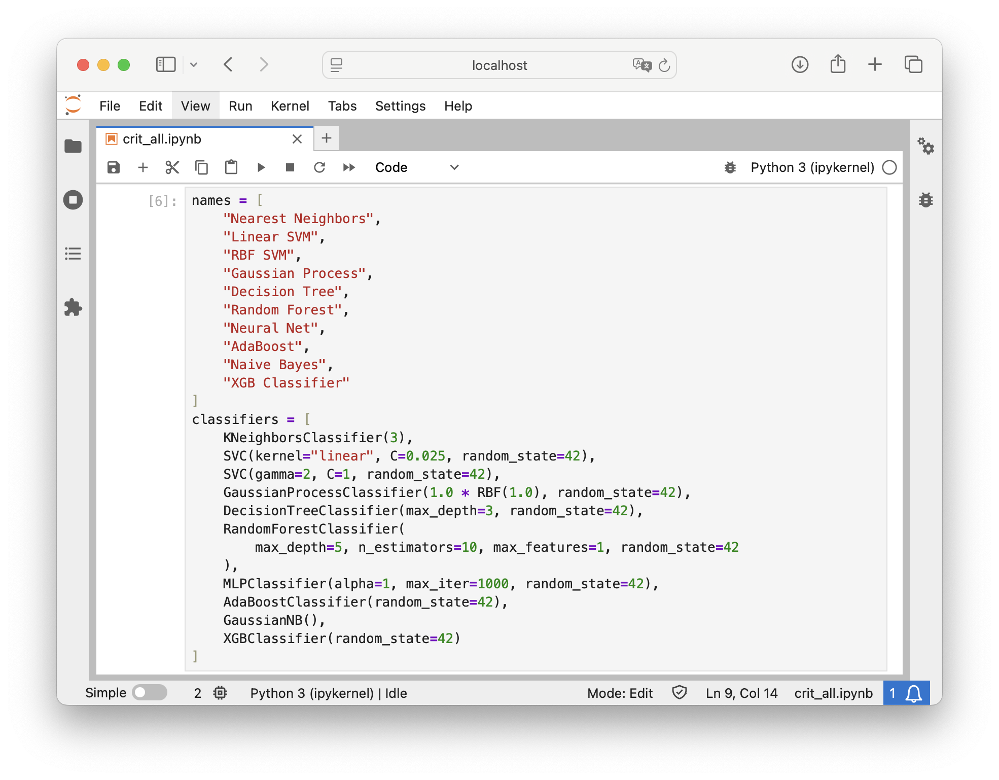 localhost
File Edit View Run Kernel Tabs Settings Help
crit_all.ipynb
Code Python 3 (ipykernel)
[6]: names = [
    "Nearest Neighbors",
    "Linear SVM",
    "RBF SVM",
    "Gaussian Process",
    "Decision Tree",
    "Random Forest",
    "Neural Net",
    "AdaBoost",
    "Naive Bayes",
    "XGB Classifier"
]
classifiers = [
    KNeighborsClassifier(3),
    SVC(kernel="linear", C=0.025, random_state=42),
    SVC(gamma=2, C=1, random_state=42),
    GaussianProcessClassifier(1.0 * RBF(1.0), random_state=42),
    DecisionTreeClassifier(max_depth=3, random_state=42),
    RandomForestClassifier(
        max_depth=5, n_estimators=10, max_features=1, random_state=42
    ),
    MLPClassifier(alpha=1, max_iter=1000, random_state=42),
    AdaBoostClassifier(random_state=42),
    GaussianNB(),
    XGBClassifier(random_state=42)
]
Simple 2 Python 3 (ipykernel) | Idle Mode: Edit Ln 9, Col 14 crit_all.ipynb 1